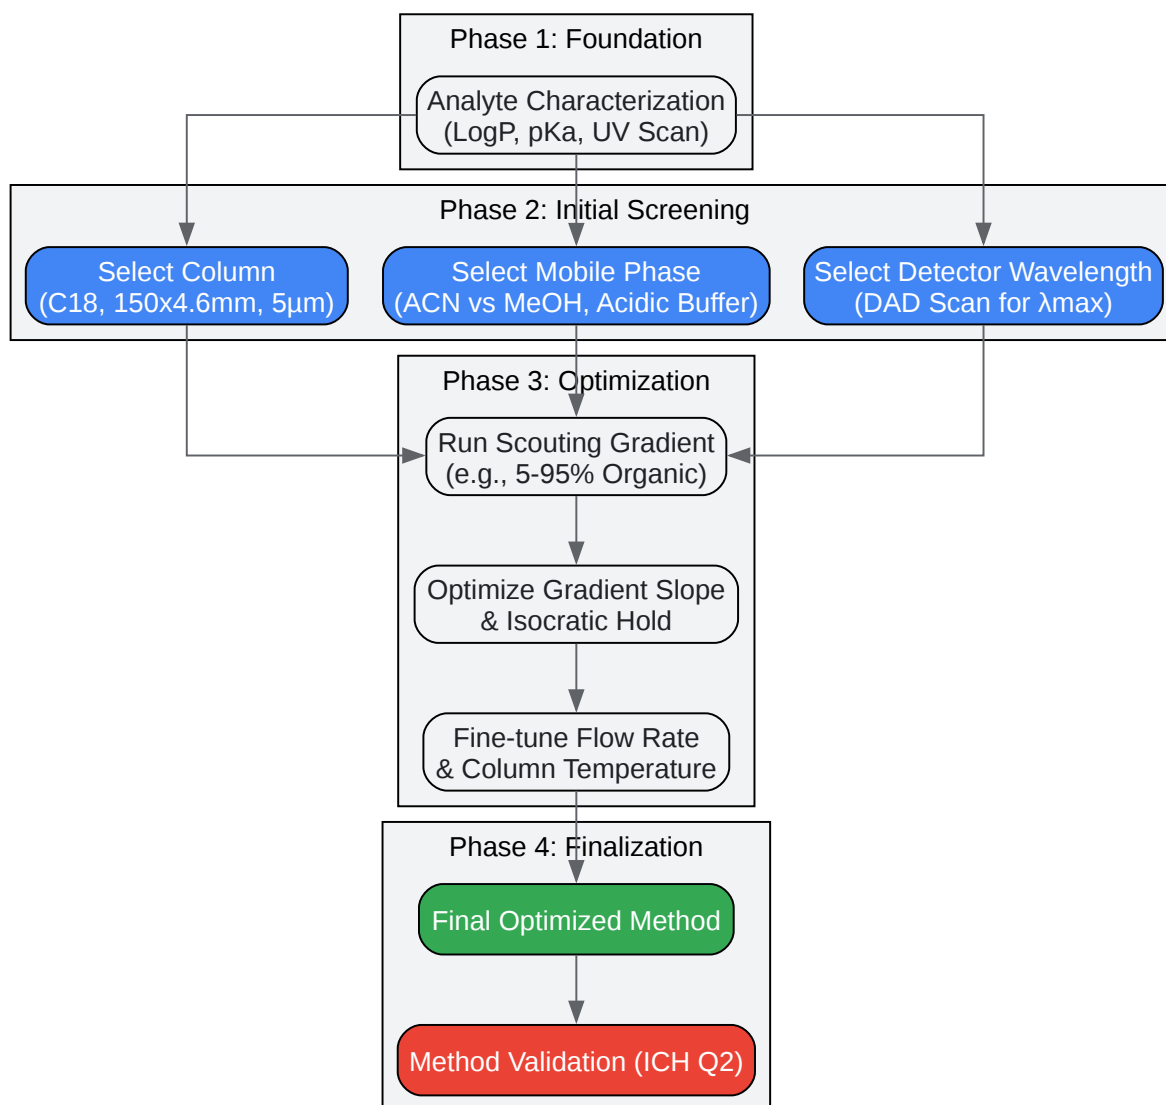 Phase 1: Foundation
Analyte Characterization
(LogP, pKa, UV Scan)
Phase 2: Initial Screening
Select Column
(C18, 150x4.6mm, 5μm)
Select Mobile Phase
(ACN vs MeOH, Acidic Buffer)
Select Detector Wavelength
(DAD Scan for λmax)
Phase 3: Optimization
Run Scouting Gradient
(e.g., 5-95% Organic)
Optimize Gradient Slope
& Isocratic Hold
Fine-tune Flow Rate
& Column Temperature
Phase 4: Finalization
Final Optimized Method
Method Validation (ICH Q2)